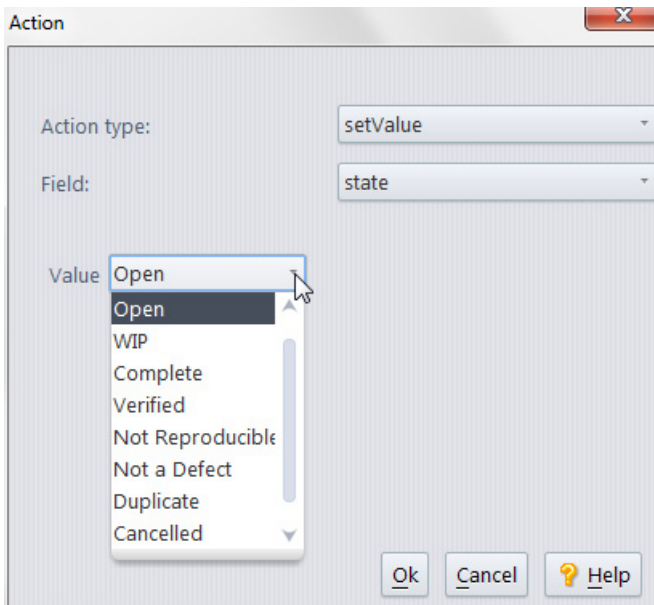 Action
Action type: setValue
Field: state
Value Open
Open
WIP
Complete
Verified
Not Reproducible
Not a Defect
Duplicate
Cancelled
Ok Cancel Help